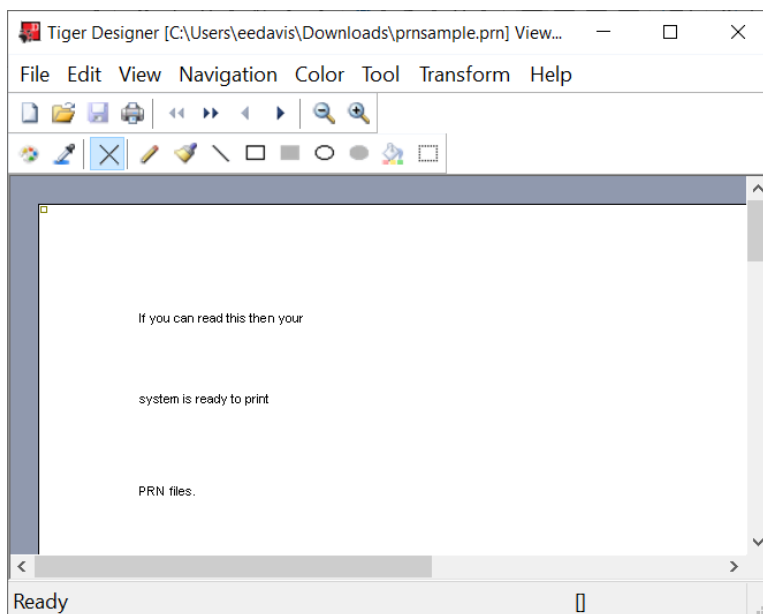 Tiger Designer [C:\Users\eedavis\Downloads\prnsample.prn] View...
File Edit View Navigation Color Tool Transform Help
If you can read this then your
system is ready to print
PRN files.
Ready []